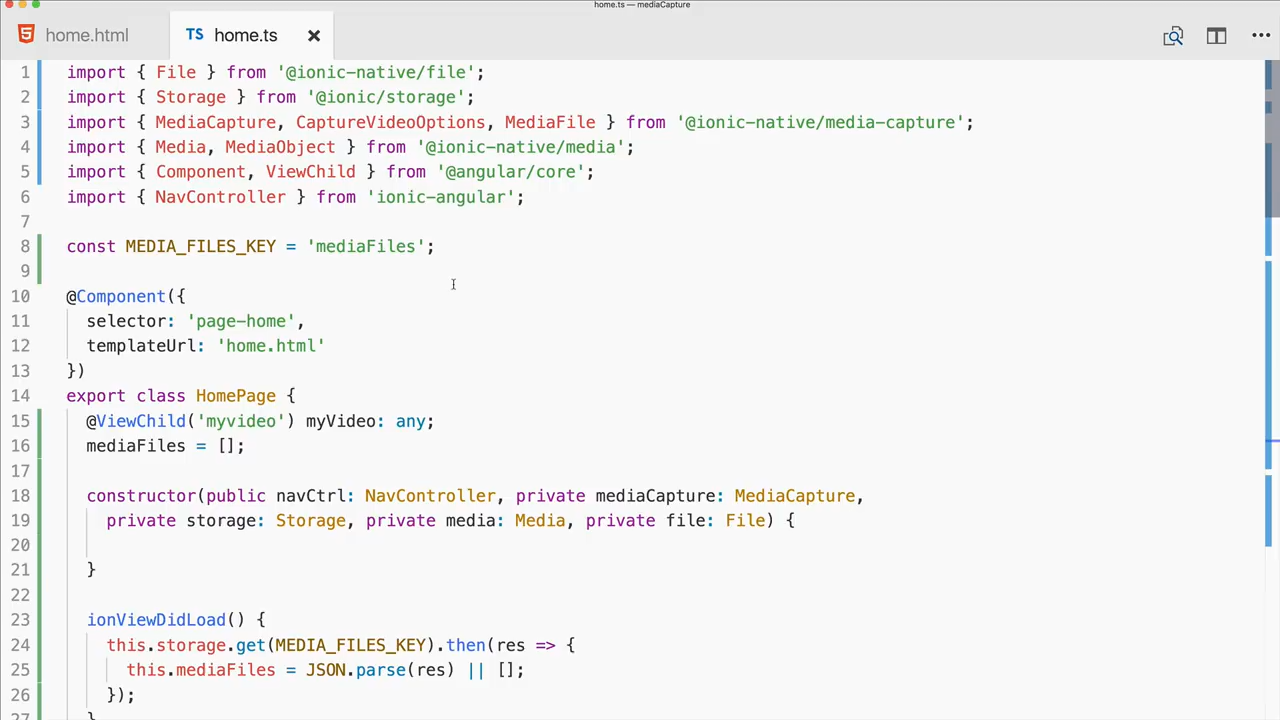 home.ts — mediaCapture
home.html
TS home.ts
1 import { File } from '@ionic-native/file';
2 import { Storage } from '@ionic/storage';
3 import { MediaCapture, CaptureVideoOptions, MediaFile } from '@ionic-native/media-capture';
4 import { Media, MediaObject } from '@ionic-native/media';
5 import { Component, ViewChild } from '@angular/core';
6 import { NavController } from 'ionic-angular';
7
8 const MEDIA_FILES_KEY = 'mediaFiles';
9
10 @Component({
11   selector: 'page-home',
12   templateUrl: 'home.html'
13 })
14 export class HomePage {
15   @ViewChild('myvideo') myVideo: any;
16   mediaFiles = [];
17
18   constructor(public navCtrl: NavController, private mediaCapture: MediaCapture,
19     private storage: Storage, private media: Media, private file: File) {
20
21   }
22
23   ionViewDidLoad() {
24     this.storage.get(MEDIA_FILES_KEY).then(res => {
25       this.mediaFiles = JSON.parse(res) || [];
26     });
27   }